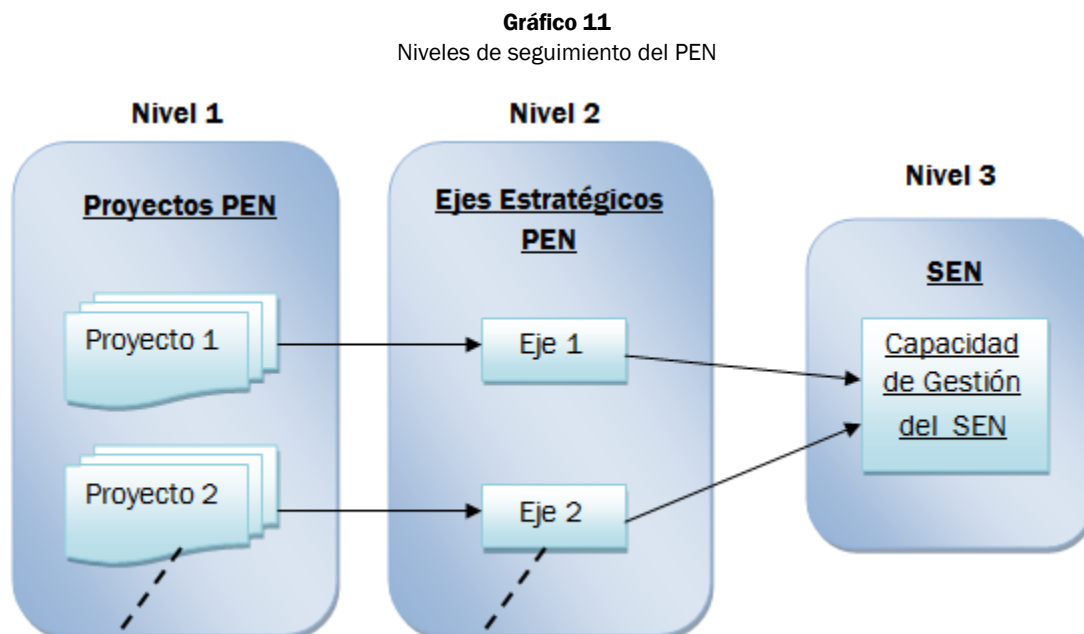 Gráfico 11
Niveles de seguimiento del PEN
Nivel 1
Nivel 2
Nivel 3
Proyectos PEN
Ejes Estratégicos
PEN
SEN
Proyecto 1
Eje 1
Capacidad
de Gestión
del SEN
Proyecto 2
Eje 2